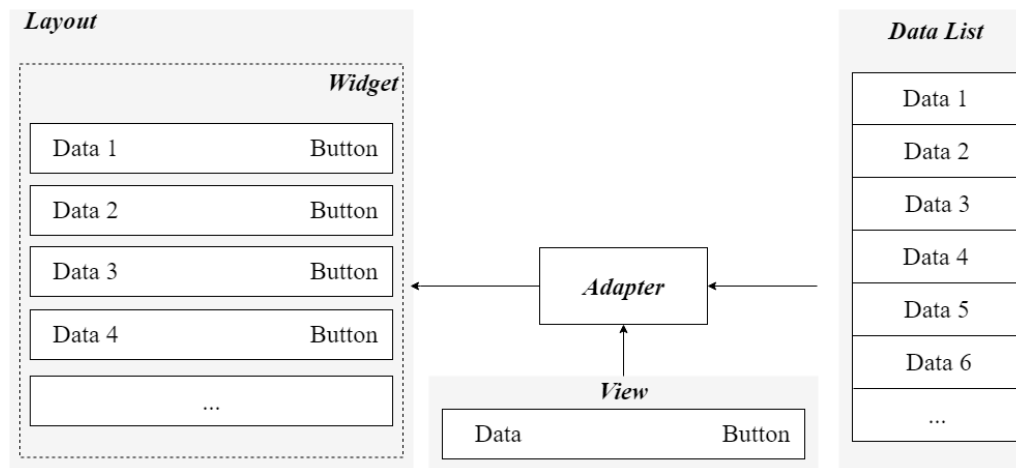 Layout
Widget
Data 1 Button
Data 2 Button
Data 3 Button
Data 4 Button
...
Adapter
View
Data Button
Data List
Data 1
Data 2
Data 3
Data 4
Data 5
Data 6
...